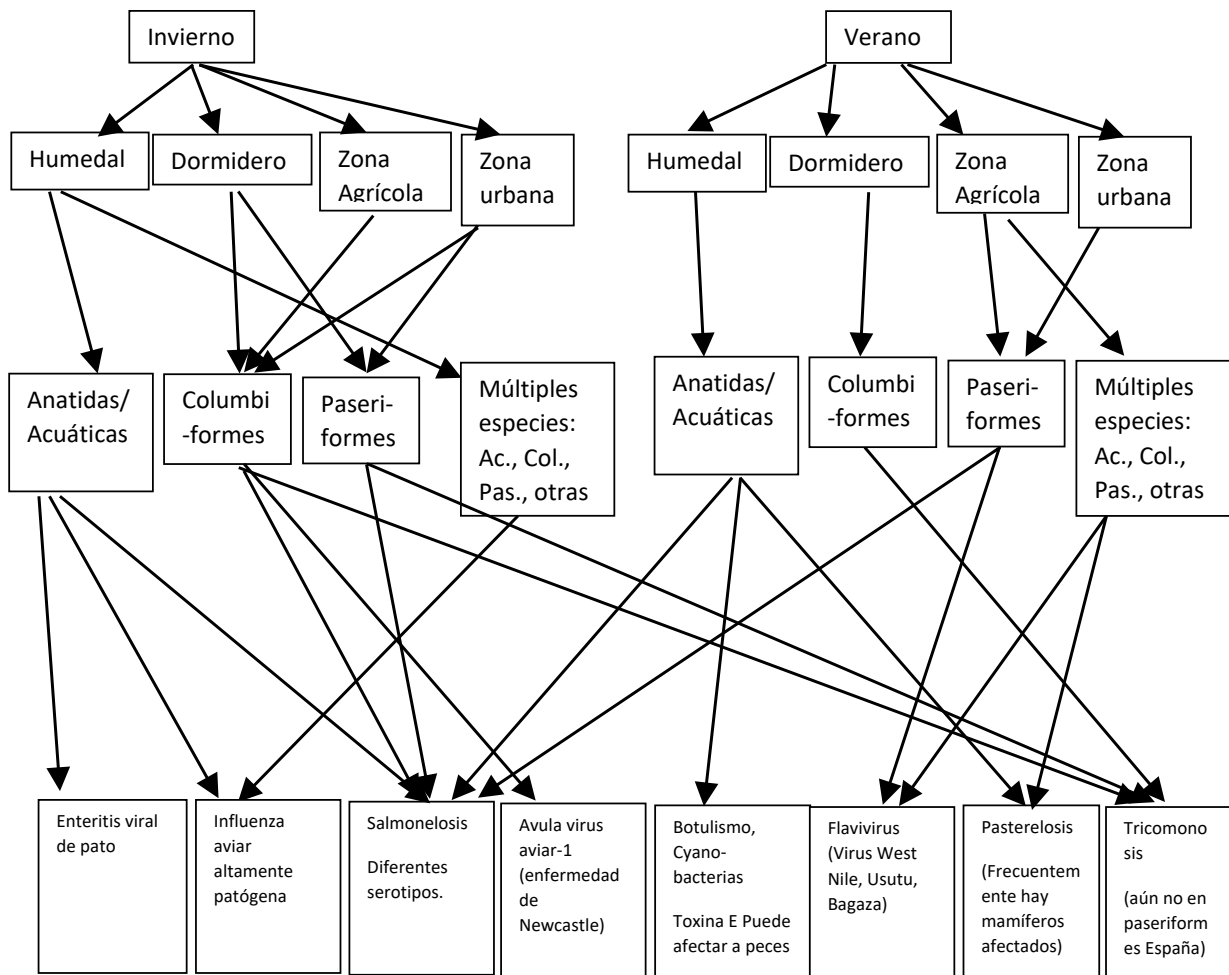 Invierno
Verano
Humedal
Dormidero
Zona
Agrícola
Zona
urbana
Humedal
Dormidero
Zona
Agrícola
Zona
urbana
Anatidas/
Acuáticas
Columbi
-formes
Paseri-
formes
Múltiples
especies:
Ac., Col.,
Pas., otras
Anatidas/
Acuáticas
Columbi
-formes
Paseri-
formes
Múltiples
especies:
Ac., Col.,
Pas., otras
Enteritis viral
de pato
Influenza
aviar
altamente
patógena
Salmonelosis
Diferentes
serotipos.
Avula virus
aviar-1
(enfermedad
de
Newcastle)
Botulismo,
Cyano-
bacterias
Toxina E Puede
afectar a peces
Flavivirus
(Virus West
Nile, Usutu,
Bagaza)
Pasterelosis
(Frecuentem
ente hay
mamíferos
afectados)
Tricomono
sis
(aún no en
paseriform
es España)